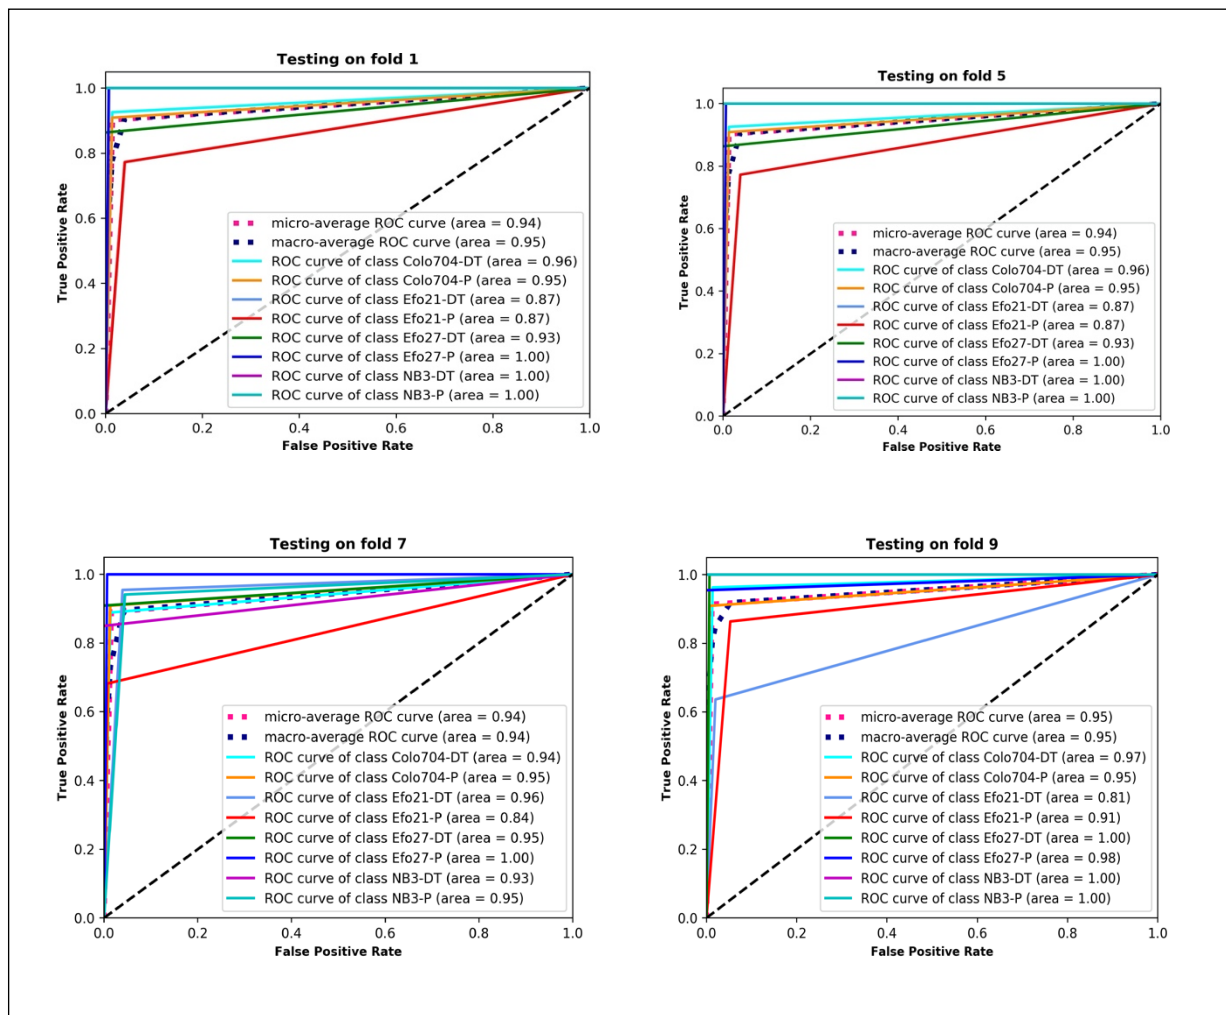 Testing on fold 1
1.0
0.8
0.6
0.4
0.2
0.0
True Positive Rate
micro-average ROC curve (area = 0.94)
macro-average ROC curve (area = 0.95)
ROC curve of class Colo704-DT (area = 0.96)
ROC curve of class Colo704-P (area = 0.95)
ROC curve of class Efo21-DT (area = 0.87)
ROC curve of class Efo21-P (area = 0.87)
ROC curve of class Efo27-DT (area = 0.93)
ROC curve of class Efo27-P (area = 1.00)
ROC curve of class NB3-DT (area = 1.00)
ROC curve of class NB3-P (area = 1.00)
0.0 0.2 0.4 0.6 0.8 1.0
False Positive Rate
Testing on fold 5
1.0
0.8
0.6
0.4
0.2
0.0
True Positive Rate
micro-average ROC curve (area = 0.94)
macro-average ROC curve (area = 0.95)
ROC curve of class Colo704-DT (area = 0.96)
ROC curve of class Colo704-P (area = 0.95)
ROC curve of class Efo21-DT (area = 0.87)
ROC curve of class Efo21-P (area = 0.87)
ROC curve of class Efo27-DT (area = 0.93)
ROC curve of class Efo27-P (area = 1.00)
ROC curve of class NB3-DT (area = 1.00)
ROC curve of class NB3-P (area = 1.00)
0.0 0.2 0.4 0.6 0.8 1.0
False Positive Rate
Testing on fold 7
1.0
0.8
0.6
0.4
0.2
0.0
True Positive Rate
micro-average ROC curve (area = 0.94)
macro-average ROC curve (area = 0.94)
ROC curve of class Colo704-DT (area = 0.94)
ROC curve of class Colo704-P (area = 0.95)
ROC curve of class Efo21-DT (area = 0.96)
ROC curve of class Efo21-P (area = 0.84)
ROC curve of class Efo27-DT (area = 0.95)
ROC curve of class Efo27-P (area = 1.00)
ROC curve of class NB3-DT (area = 0.93)
ROC curve of class NB3-P (area = 0.95)
0.0 0.2 0.4 0.6 0.8 1.0
False Positive Rate
Testing on fold 9
1.0
0.8
0.6
0.4
0.2
0.0
True Positive Rate
micro-average ROC curve (area = 0.95)
macro-average ROC curve (area = 0.95)
ROC curve of class Colo704-DT (area = 0.97)
ROC curve of class Colo704-P (area = 0.95)
ROC curve of class Efo21-DT (area = 0.81)
ROC curve of class Efo21-P (area = 0.91)
ROC curve of class Efo27-DT (area = 1.00)
ROC curve of class Efo27-P (area = 0.98)
ROC curve of class NB3-DT (area = 1.00)
ROC curve of class NB3-P (area = 1.00)
0.0 0.2 0.4 0.6 0.8 1.0
False Positive Rate